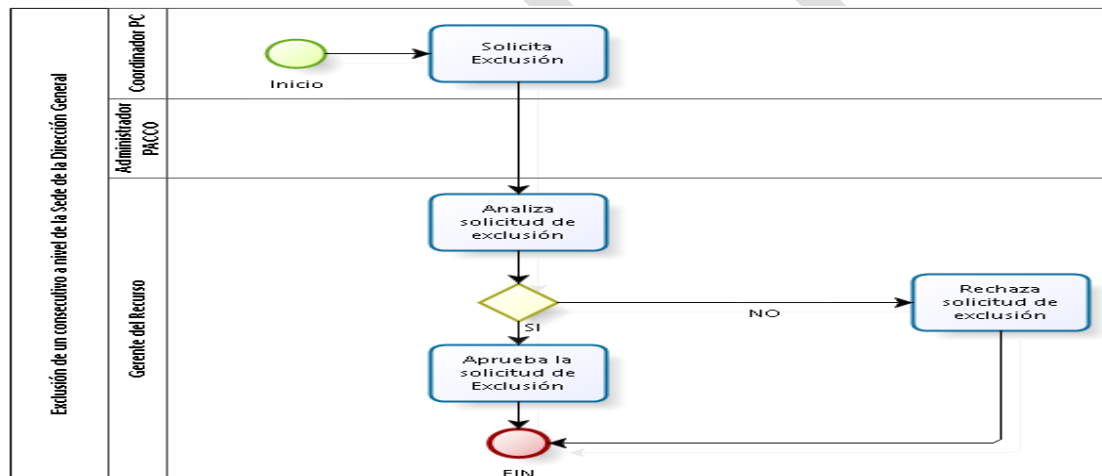 Exclusión de un consecutivo a nivel de la Sede de la Dirección General
Coordinador PC
Inicio
Solicita
Exclusión
Administrador
PACCO
Gerente del Recurso
Analiza
solicitud de
exclusión
NO
SI
Rechaza
solicitud de
exclusión
Aprueba la
solicitud de
Exclusión
FIN